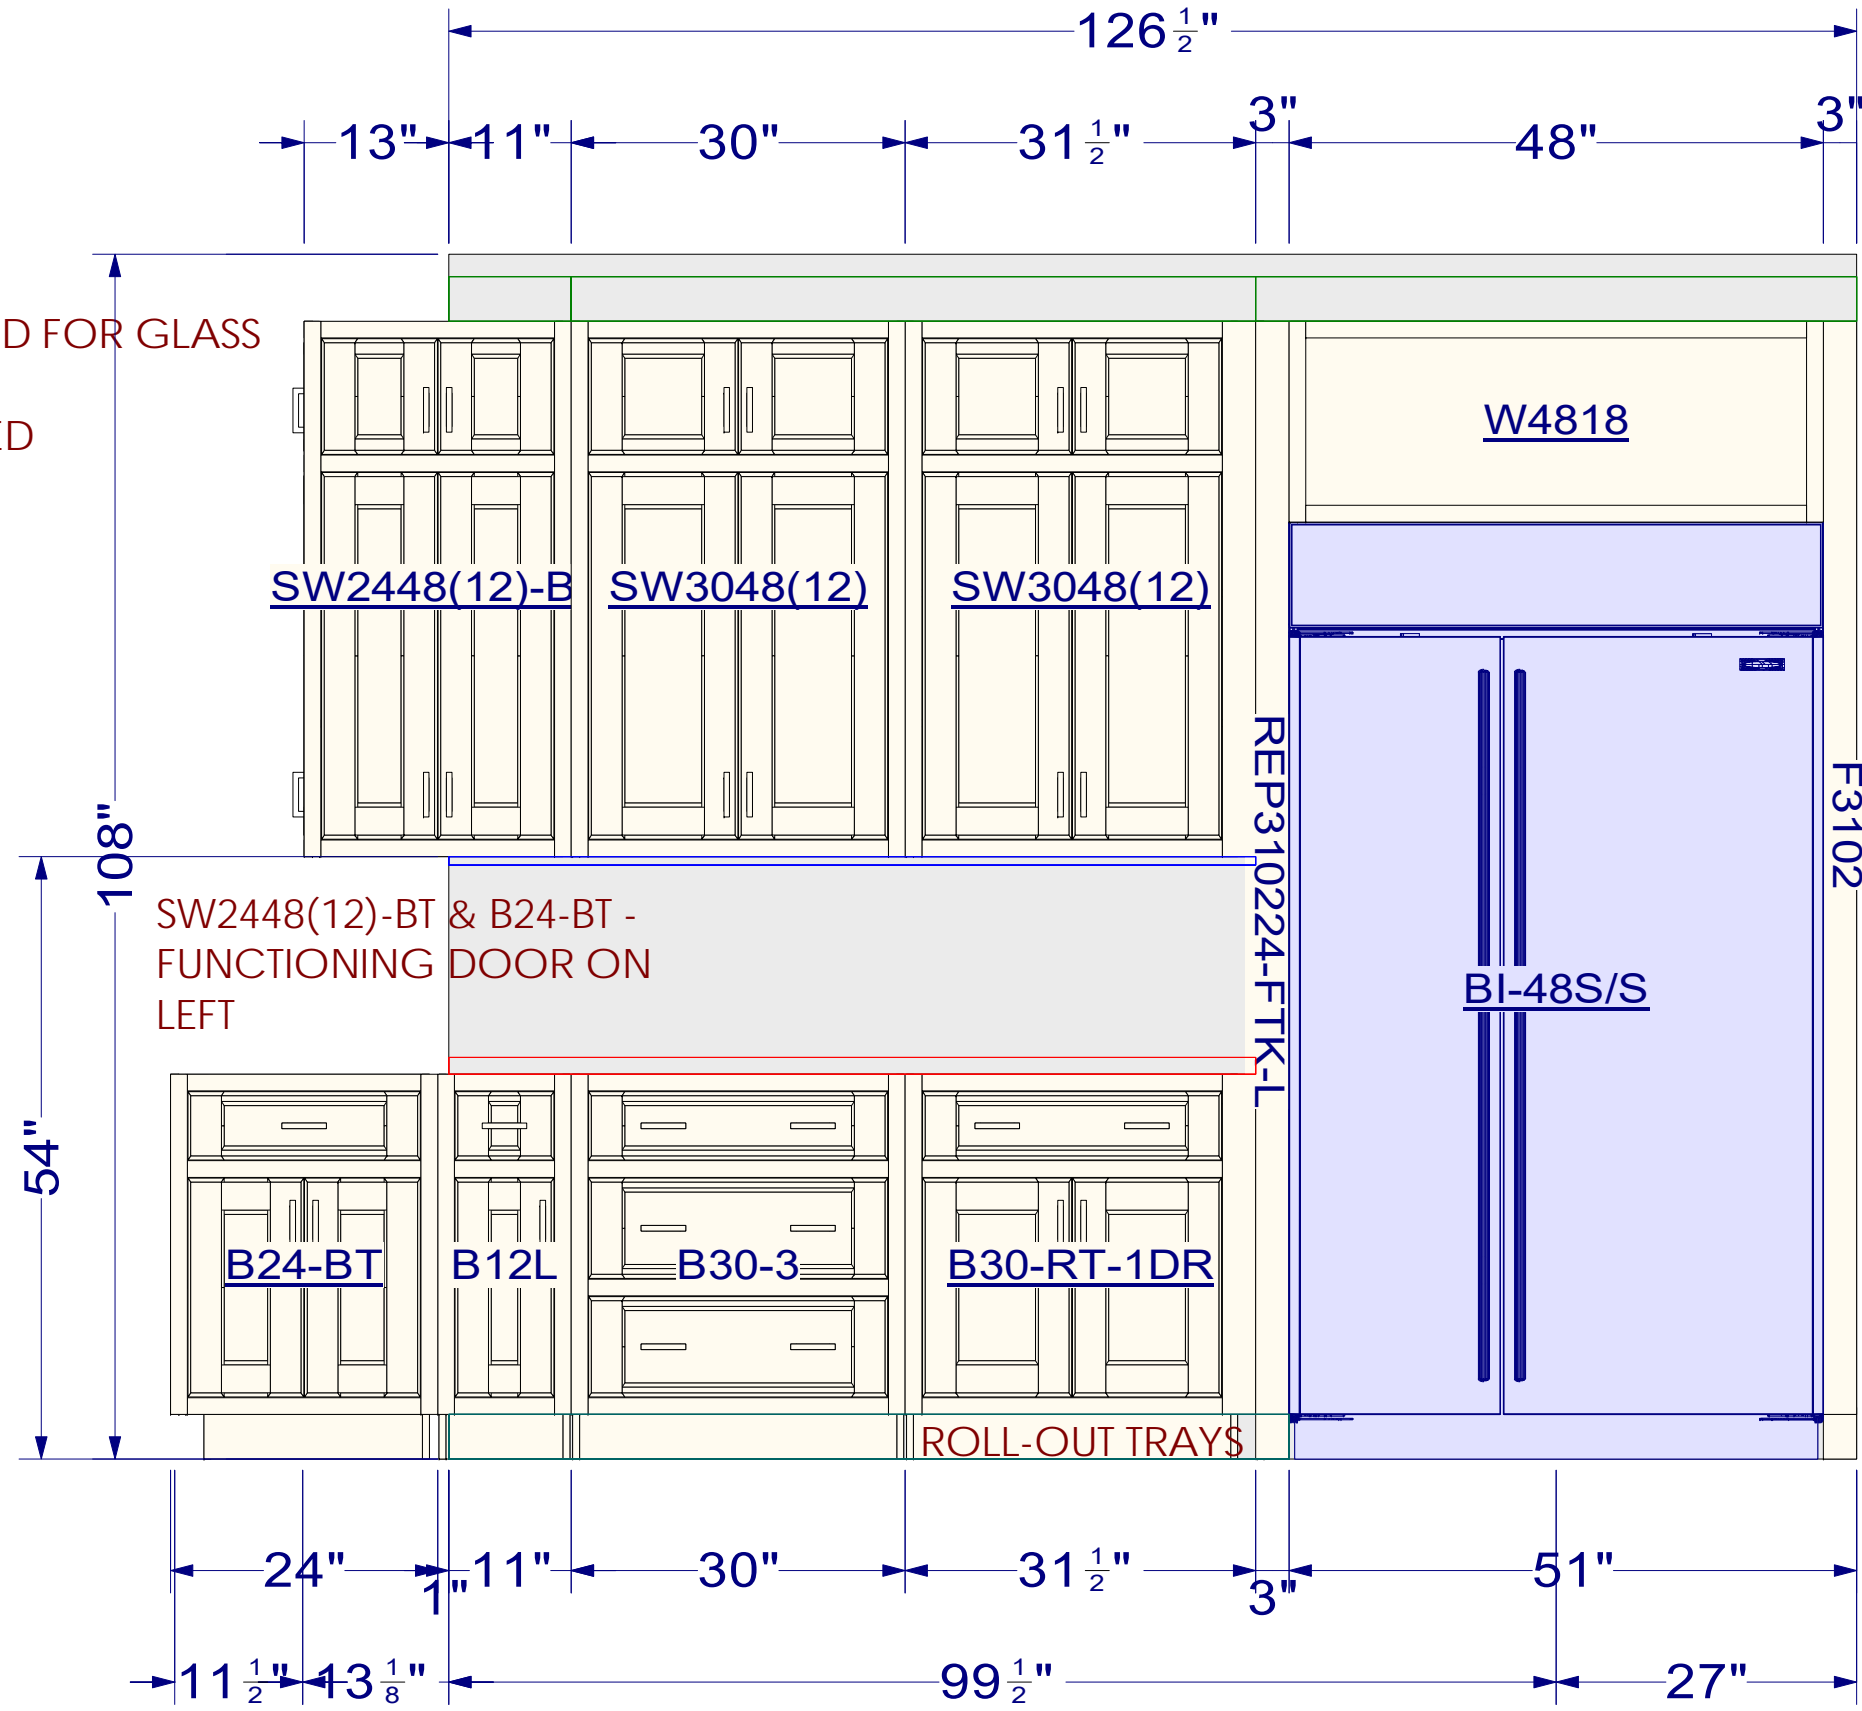 126 1/2"
13" 11" 30" 31 1/2" 3" 48" 3"
D FOR GLASS
ED
W4818
SW2448(12)-B SW3048(12) SW3048(12)
108"
REP310224-FTK-L
F3102
SW2448(12)-BT & B24-BT -
FUNCTIONING DOOR ON
LEFT
BI-48S/S
54"
B24-BT B12L B30-3 B30-RT-1DR
ROLL-OUT TRAYS
24" 1" 11" 30" 31 1/2" 3" 51"
11 1/2" 13 1/8" 99 1/2" 27"